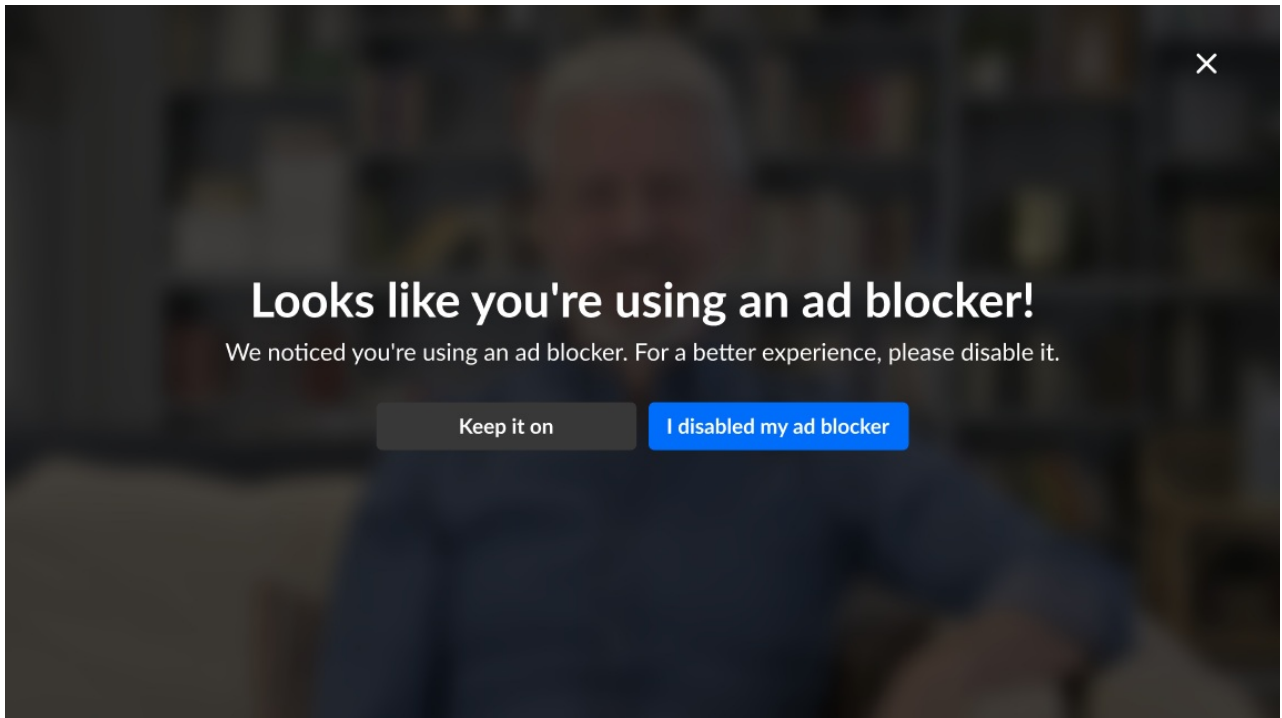 Looks like you're using an ad blocker!
We noticed you're using an ad blocker. For a better experience, please disable it.
Keep it on
I disabled my ad blocker